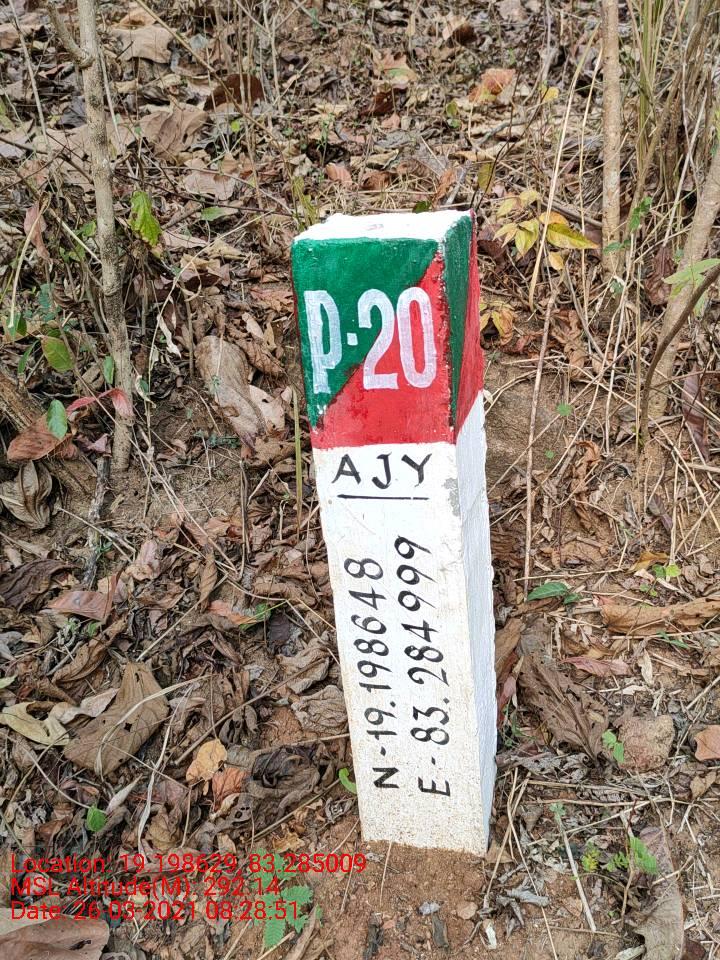 P-20
AJY
N-19.198648
E-83.284999
Location: 19.198629, 83.285009
MSL Altitude(M): 292.14
Date: 26-03-2021 08:28:51